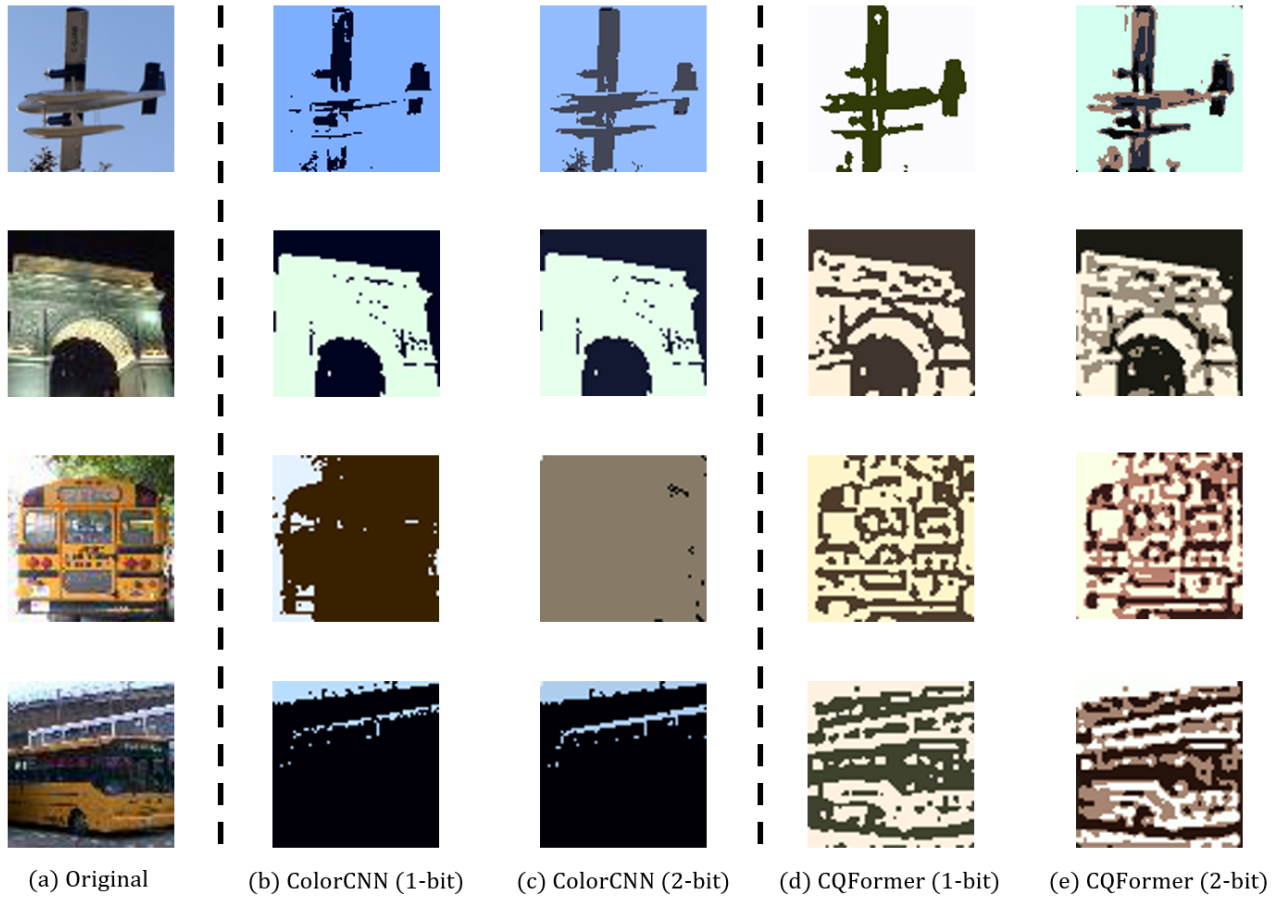 (a) Original
(b) ColorCNN (1-bit)
(c) ColorCNN (2-bit)
(d) CQFormer (1-bit)
(e) CQFormer (2-bit)